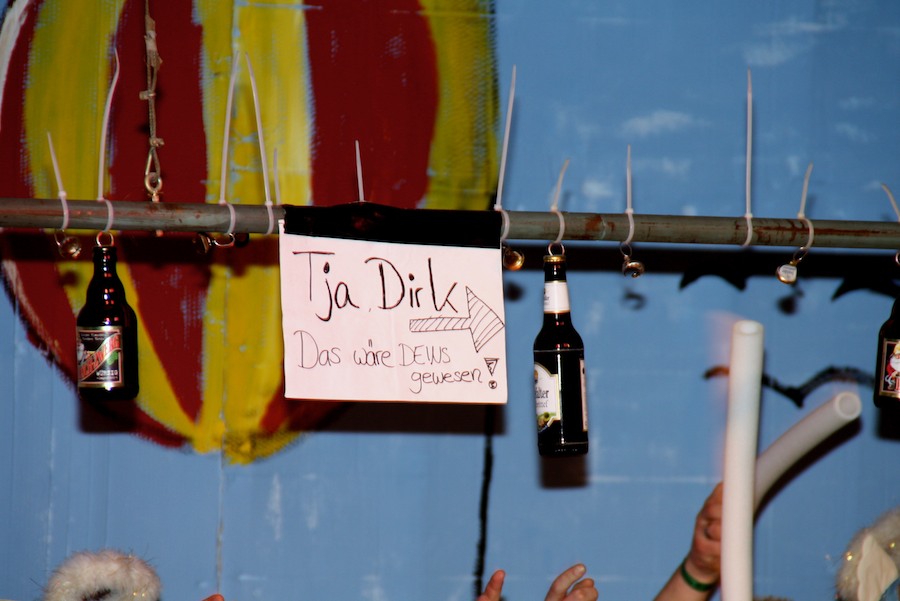 Tja, Dirk
Das wäre DEWS
gewesen!